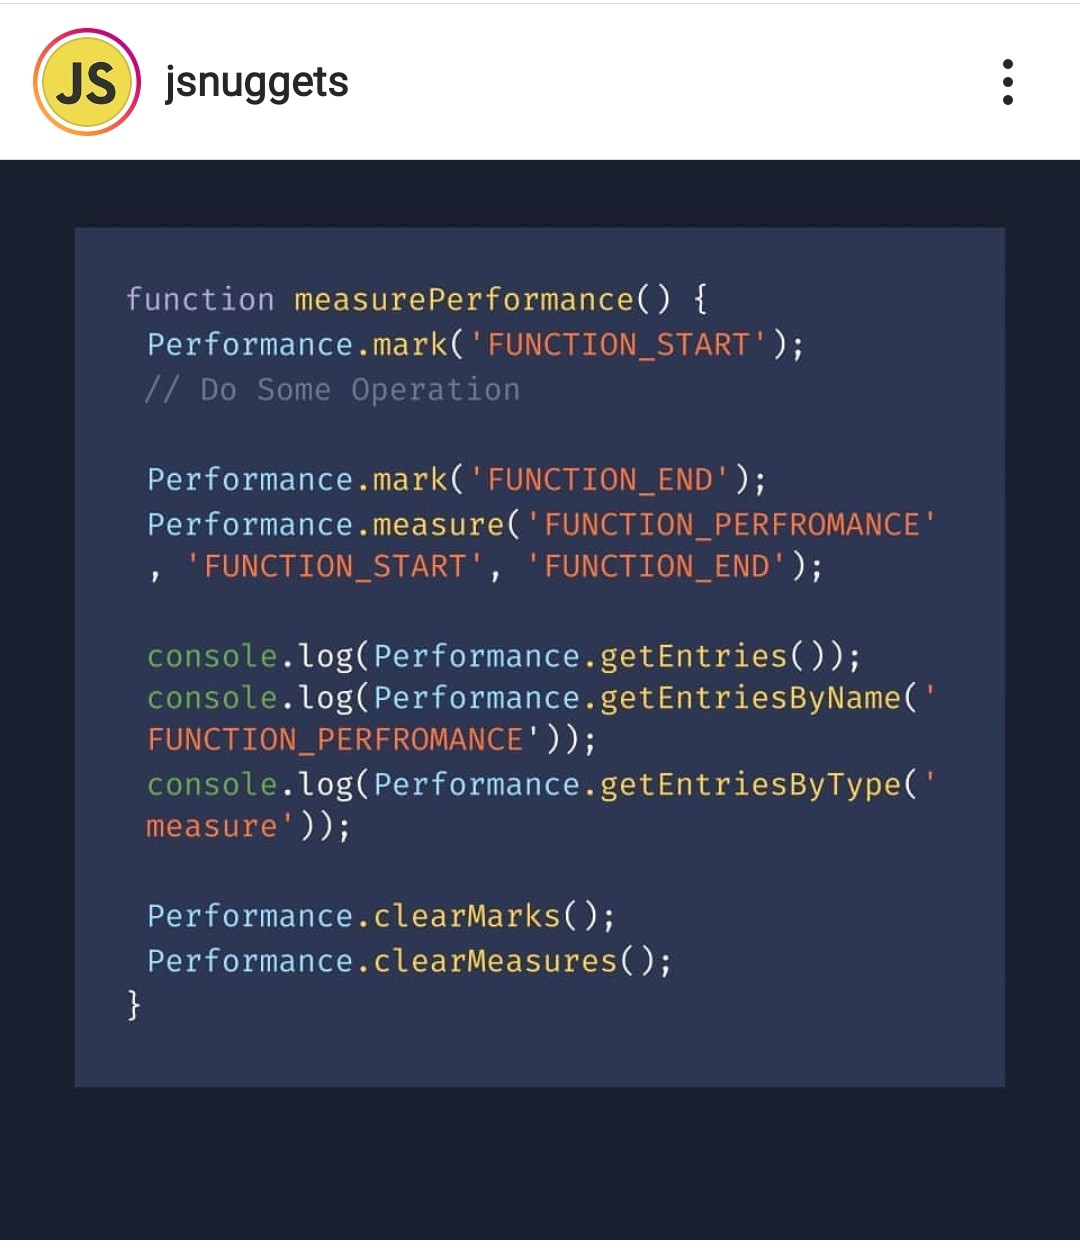 JS jsnuggets
function measurePerformance() {
Performance.mark('FUNCTION_START');
// Do Some Operation
Performance.mark('FUNCTION_END');
Performance.measure('FUNCTION_PERFROMANCE'
, 'FUNCTION_START', 'FUNCTION_END');
console.log(Performance.getEntries());
console.log(Performance.getEntriesByName('
FUNCTION_PERFROMANCE'));
console.log(Performance.getEntriesByType('
measure'));
Performance.clearMarks();
Performance.clearMeasures();
}